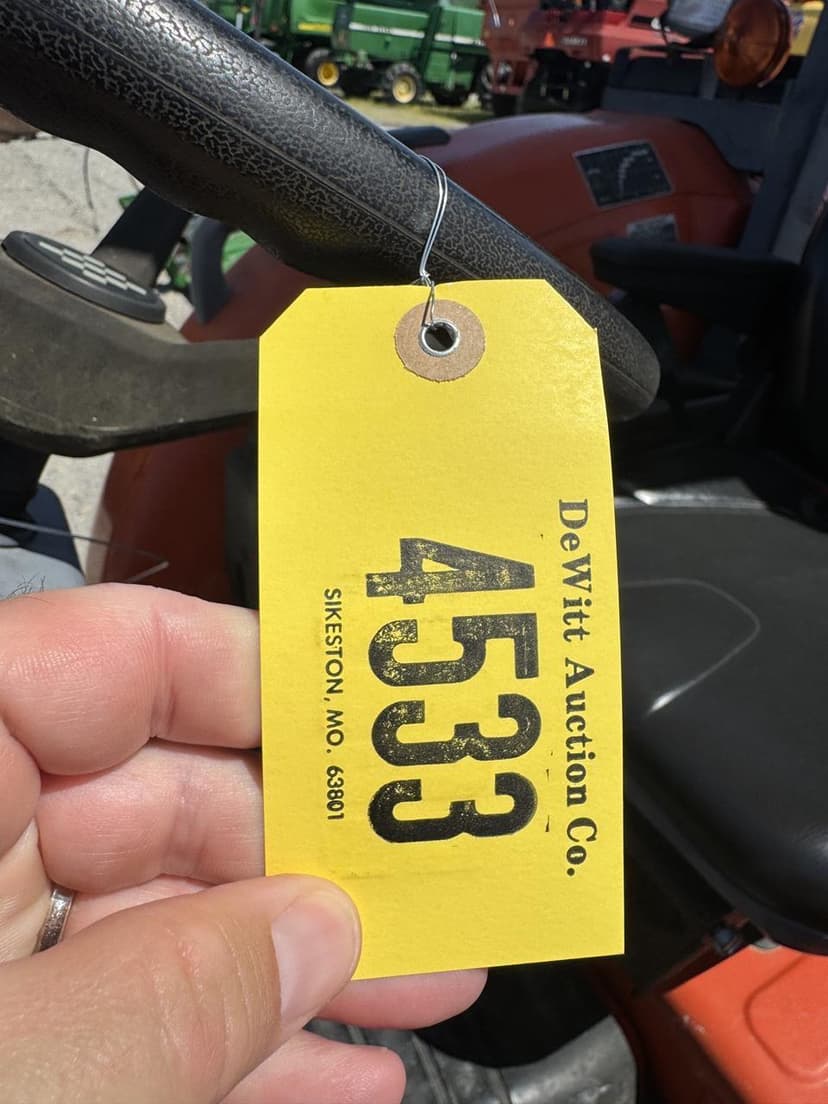 DeWitt Auction Co.
4533
SIKESTON, MO. 63801